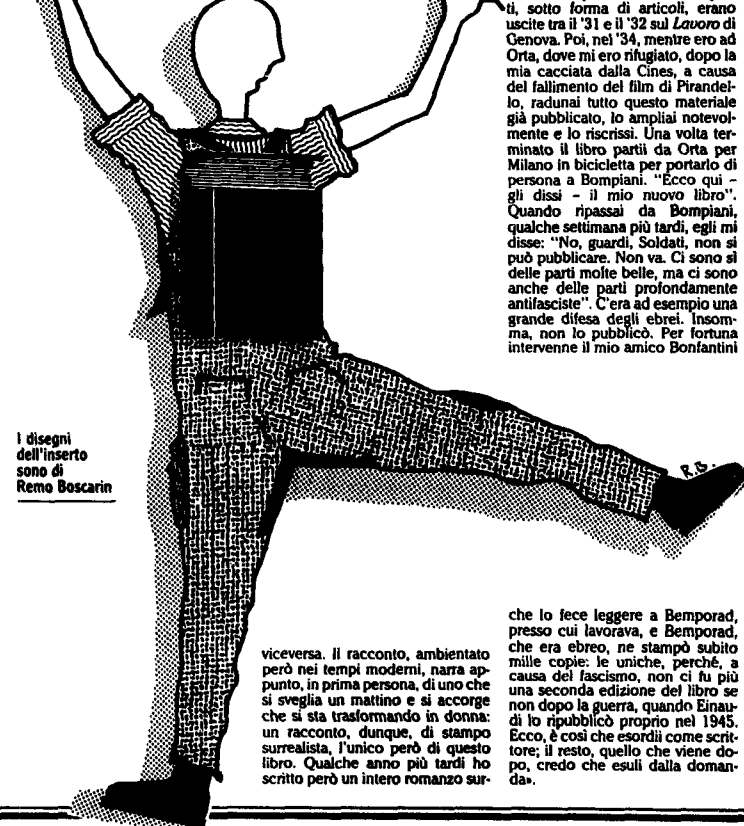 I disegni
dell'inserto
sono di
Remo Boscarin
viceversa. Il racconto, ambientato
però nei tempi moderni, narra ap-
punto, in prima persona, di uno che
si sveglia un mattino e si accorge
che si sta trasformando in donna:
un racconto, dunque, di stampo
surrealista, l'unico però di questo
libro. Qualche anno più tardi ho
scritto però un intero romanzo sur-
ti, sotto forma di articoli, erano
uscite tra il '31 e il '32 sul Lavoro di
Genova. Poi, nel '34, mentre ero ad
Orta, dove mi ero rifugiato, dopo la
mia cacciata dalla Cines, a causa
del fallimento del film di Pirandel-
lo, radunai tutto questo materiale
già pubblicato, lo ampliai notevol-
mente e lo riscrissi. Una volta ter-
minato il libro partii da Orta per
Milano in bicicletta per portarlo di
persona a Bompiani. "Ecco qui –
gli dissi – il mio nuovo libro".
Quando ripassai da Bompiani,
qualche settimana più tardi, egli mi
disse: "No, guardi, Soldati, non si
può pubblicare. Non va. Ci sono sì
delle parti molte belle, ma ci sono
anche delle parti profondamente
antifasciste". C'era ad esempio una
grande difesa degli ebrei. Insom-
ma, non lo pubblicò. Per fortuna
intervenne il mio amico Bonfantini
R.B.
che lo fece leggere a Bemporad,
presso cui lavorava, e Bemporad,
che era ebreo, ne stampò subito
mille copie: le uniche, perché, a
causa del fascismo, non ci fu più
una seconda edizione del libro se
non dopo la guerra, quando Einau-
di lo ripubblicò proprio nel 1945.
Ecco, è così che esordii come scrit-
tore; il resto, quello che viene do-
po, credo che esuli dalla doman-
da».